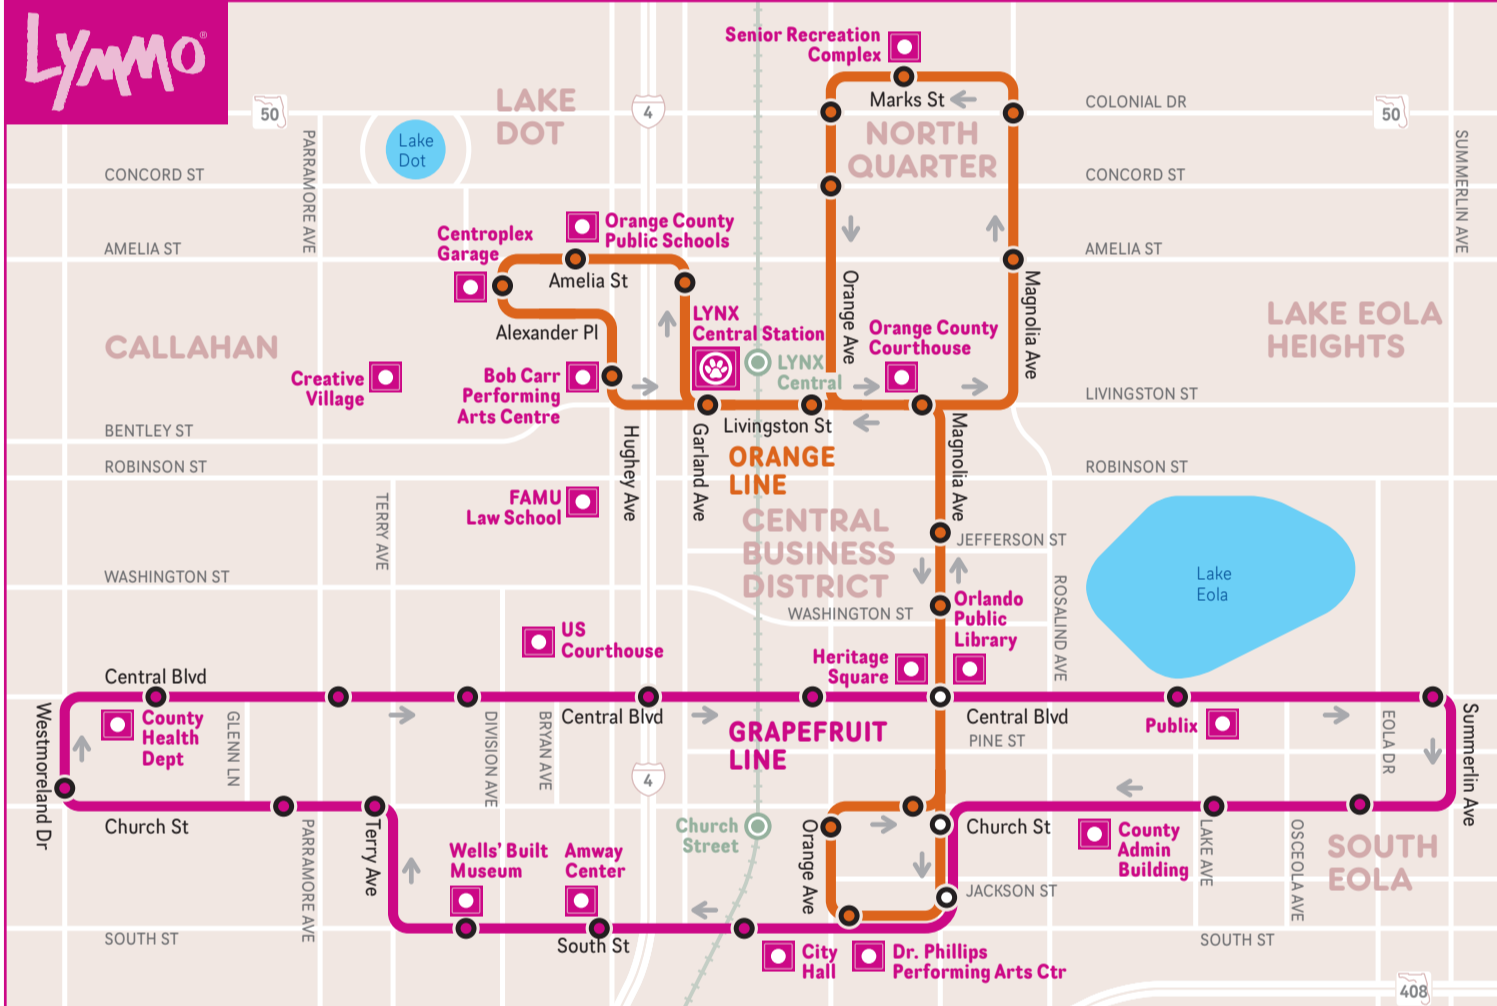 LYMMO®
Senior Recreation
Complex
50
LAKE
DOT
4
Marks St
COLONIAL DR
50
Lake
Dot
NORTH
QUARTER
PARRAMORE AVE
SUMMERLIN AVE
CONCORD ST
CONCORD ST
Orange County
Public Schools
Centroplex
Garage
AMELIA ST
AMELIA ST
Amelia St
Orange Ave
Magnolia Ave
LYNX
Central Station
Alexander Pl
Orange County
Courthouse
LAKE EOLA
HEIGHTS
CALLAHAN
LYNX
Central
Creative
Village
Bob Carr
Performing
Arts Centre
LIVINGSTON ST
BENTLEY ST
Livingston St
Hughey Ave
Garland Ave
Magnolia Ave
ORANGE
LINE
ROBINSON ST
ROBINSON ST
FAMU
Law School
TERRY AVE
CENTRAL
BUSINESS
DISTRICT
JEFFERSON ST
WASHINGTON ST
WASHINGTON ST
ROSALIND AVE
Lake
Eola
Orlando
Public
Library
US
Courthouse
Heritage
Square
Central Blvd
Central Blvd
Central Blvd
Westmoreland Dr
County
Health
Dept
GLENN LN
DIVISION AVE
BRYAN AVE
GRAPEFRUIT
LINE
PINE ST
Publix
EOLA DR
Summerlin Ave
4
Church St
PARRAMORE AVE
Terry Ave
Church
Street
Orange Ave
Church St
County
Admin
Building
LAKE AVE
OSCEOLA AVE
SOUTH
EOLA
Wells' Built
Museum
Amway
Center
JACKSON ST
SOUTH ST
South St
SOUTH ST
City
Hall
Dr. Phillips
Performing Arts Ctr
408